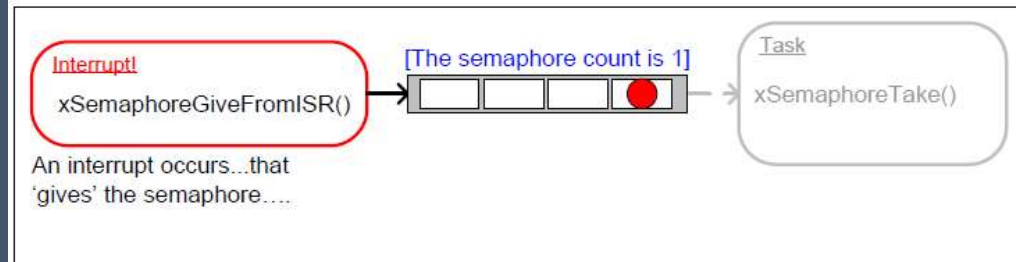 Interrupt!
xSemaphoreGiveFromISR()
[The semaphore count is 1]
Task
xSemaphoreTake()
An interrupt occurs...that
‘gives’ the semaphore….